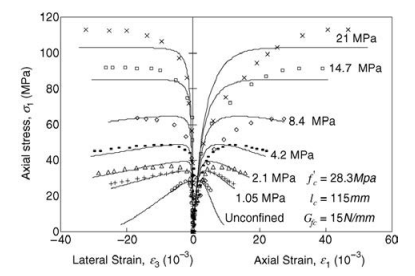 120
100
80
60
40
20
0
Axial stress, σ₁ (MPa)
21 MPa
14.7 MPa
8.4 MPa
4.2 MPa
2.1 MPa
1.05 MPa
Unconfined
f'c = 28.3Mpa
lc = 115mm
Gfc = 15N/mm
−40 −20 0 20 40 60
Lateral Strain, ε₃ (10⁻³) Axial Strain, ε₁ (10⁻³)